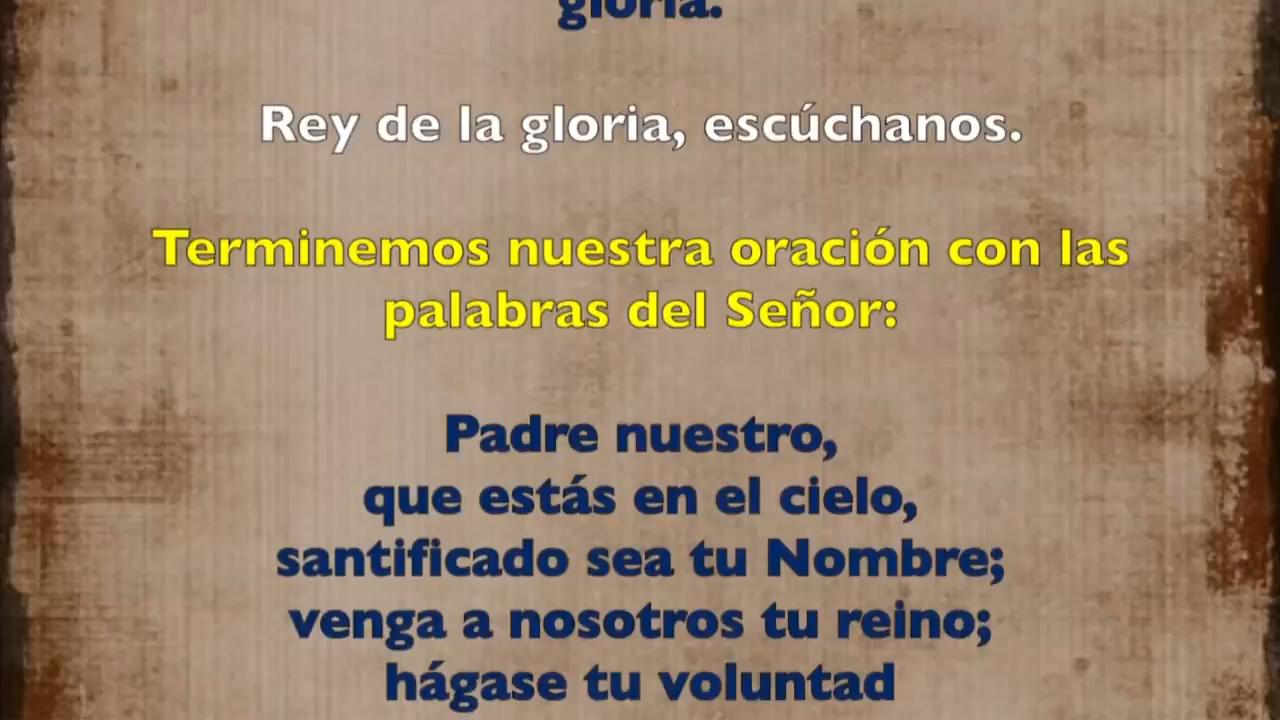 gloria.
Rey de la gloria, escúchanos.
Terminemos nuestra oración con las
palabras del Señor:
Padre nuestro,
que estás en el cielo,
santificado sea tu Nombre;
venga a nosotros tu reino;
hágase tu voluntad